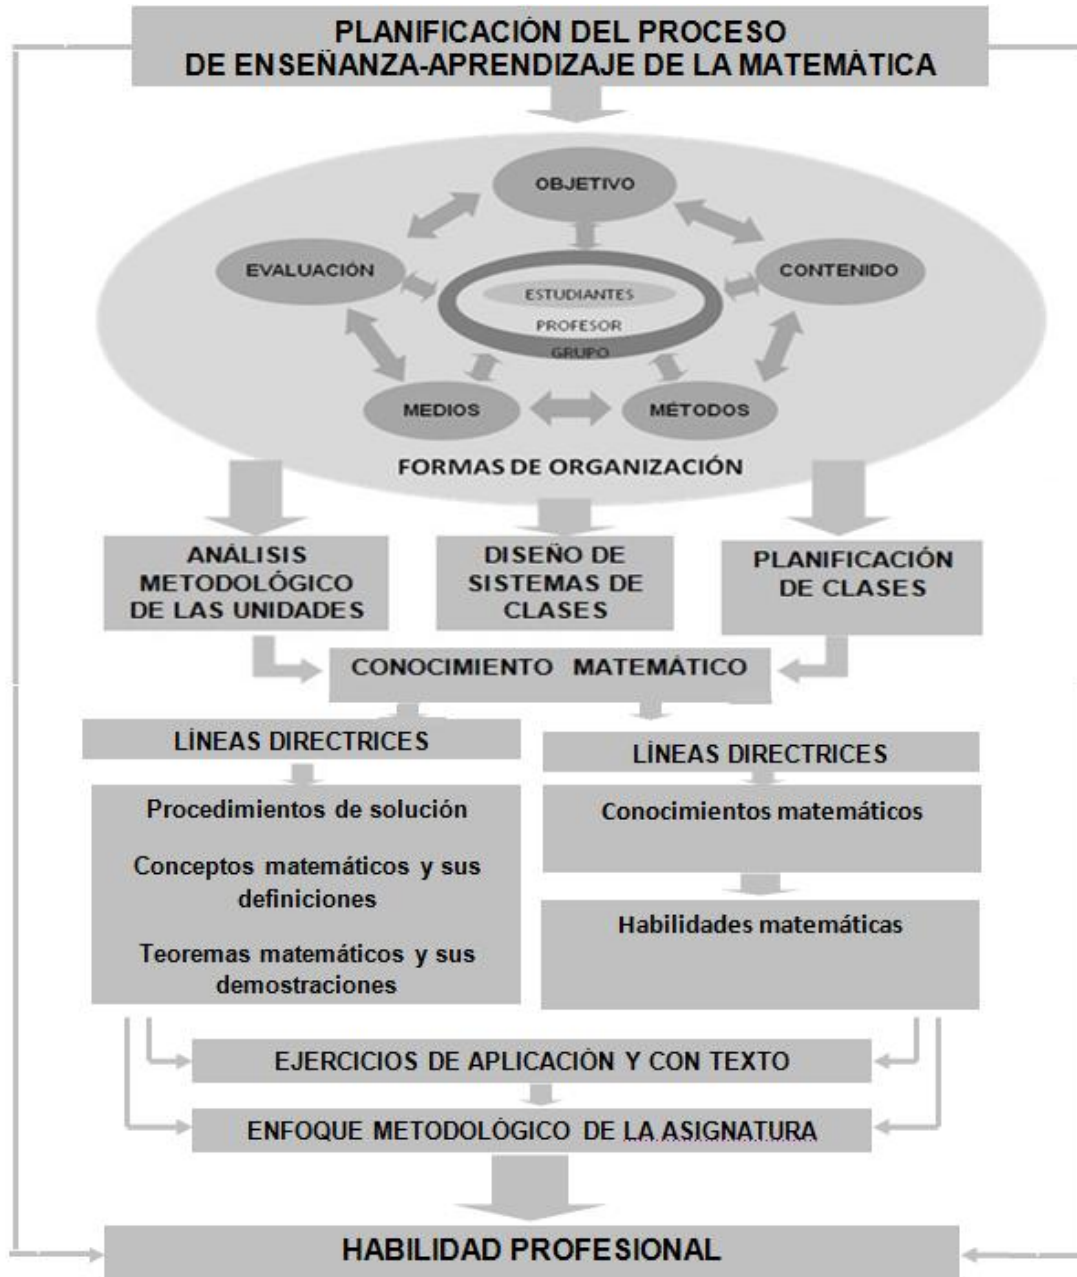 PLANIFICACIÓN DEL PROCESO
DE ENSEÑANZA-APRENDIZAJE DE LA MATEMÁTICA
OBJETIVO
EVALUACIÓN
CONTENIDO
ESTUDIANTES
PROFESOR
GRUPO
MEDIOS
MÉTODOS
FORMAS DE ORGANIZACIÓN
ANÁLISIS
METODOLÓGICO
DE LAS UNIDADES
DISEÑO DE
SISTEMAS DE
CLASES
PLANIFICACIÓN
DE CLASES
CONOCIMIENTO MATEMÁTICO
LÍNEAS DIRECTRICES
LÍNEAS DIRECTRICES
Procedimientos de solución
Conceptos matemáticos y sus
definiciones
Teoremas matemáticos y sus
demostraciones
Conocimientos matemáticos
Habilidades matemáticas
EJERCICIOS DE APLICACIÓN Y CON TEXTO
ENFOQUE METODOLÓGICO DE LA ASIGNATURA
HABILIDAD PROFESIONAL